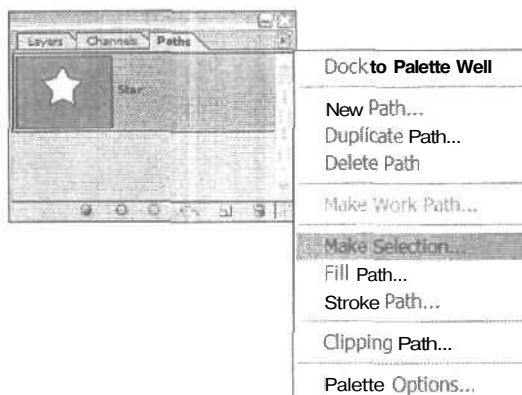 Layers Channels Paths
Star
Dock to Palette Well
New Path...
Duplicate Path...
Delete Path
Make Work Path...
Make Selection...
Fill Path...
Stroke Path...
Clipping Path...
Palette Options...